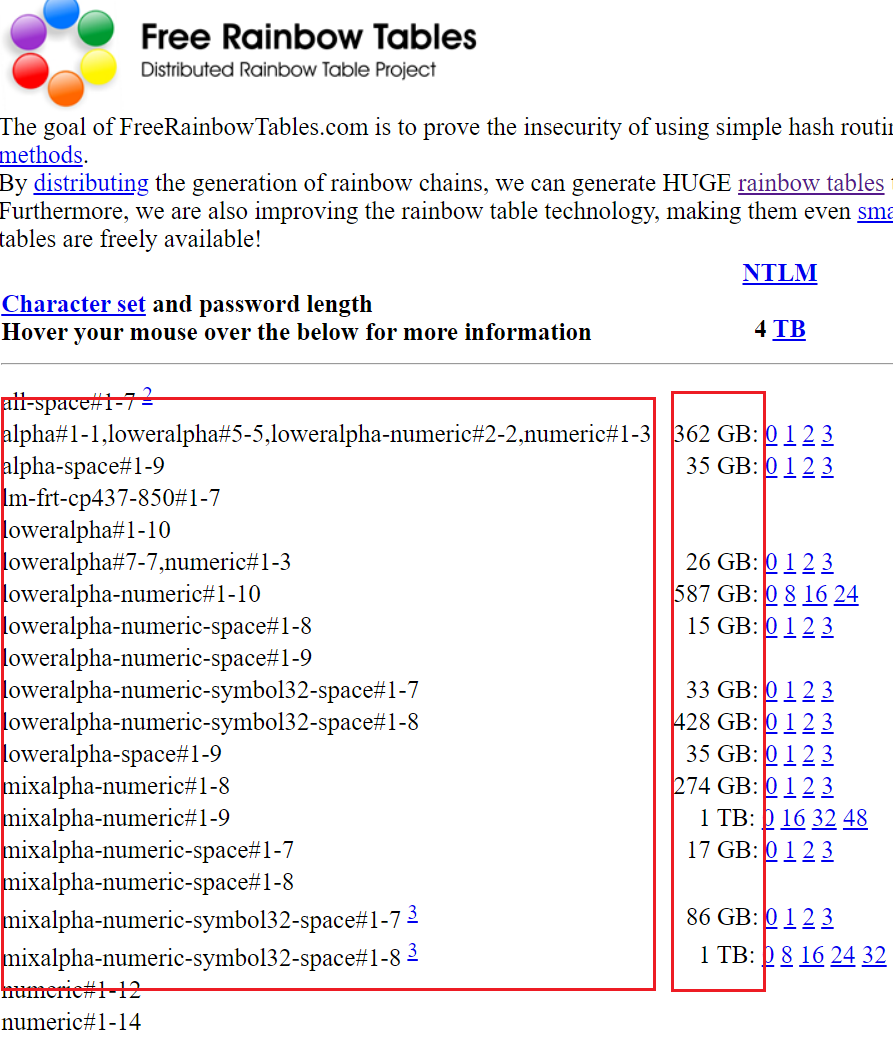 Free Rainbow Tables
Distributed Rainbow Table Project
The goal of FreeRainbowTables.com is to prove the insecurity of using simple hash routin
methods.
By distributing the generation of rainbow chains, we can generate HUGE rainbow tables
Furthermore, we are also improving the rainbow table technology, making them even sma
tables are freely available!
NTLM
Character set and password length
Hover your mouse over the below for more information
4 TB
all-space#1-7 2
alpha#1-1,loweralpha#5-5,loweralpha-numeric#2-2,numeric#1-3 362 GB: 0 1 2 3
alpha-space#1-9 35 GB: 0 1 2 3
lm-frt-cp437-850#1-7
loweralpha#1-10
loweralpha#7-7,numeric#1-3 26 GB: 0 1 2 3
loweralpha-numeric#1-10 587 GB: 0 8 16 24
loweralpha-numeric-space#1-8 15 GB: 0 1 2 3
loweralpha-numeric-space#1-9
loweralpha-numeric-symbol32-space#1-7 33 GB: 0 1 2 3
loweralpha-numeric-symbol32-space#1-8 428 GB: 0 1 2 3
loweralpha-space#1-9 35 GB: 0 1 2 3
mixalpha-numeric#1-8 274 GB: 0 1 2 3
mixalpha-numeric#1-9 1 TB: 0 16 32 48
mixalpha-numeric-space#1-7 17 GB: 0 1 2 3
mixalpha-numeric-space#1-8
mixalpha-numeric-symbol32-space#1-7 3 86 GB: 0 1 2 3
mixalpha-numeric-symbol32-space#1-8 3 1 TB: 0 8 16 24 32
numeric#1-12
numeric#1-14